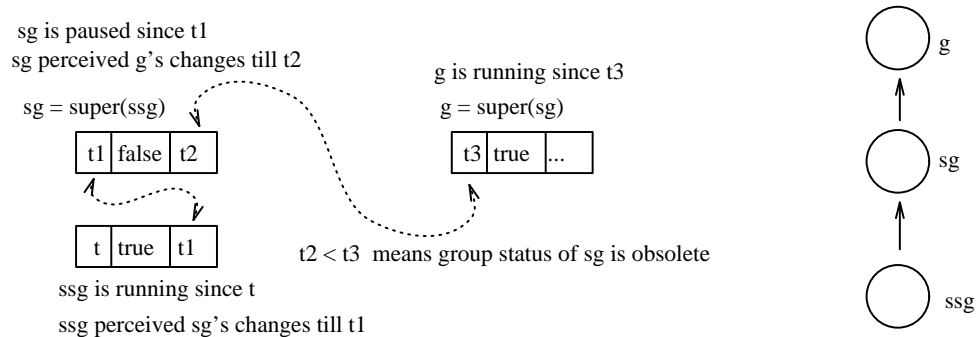 sg is paused since t1
sg perceived g's changes till t2
sg = super(ssg)
t1 false t2
t true t1
ssg is running since t
ssg perceived sg's changes till t1
g is running since t3
g = super(sg)
t3 true ...
t2 < t3 means group status of sg is obsolete
g
sg
ssg